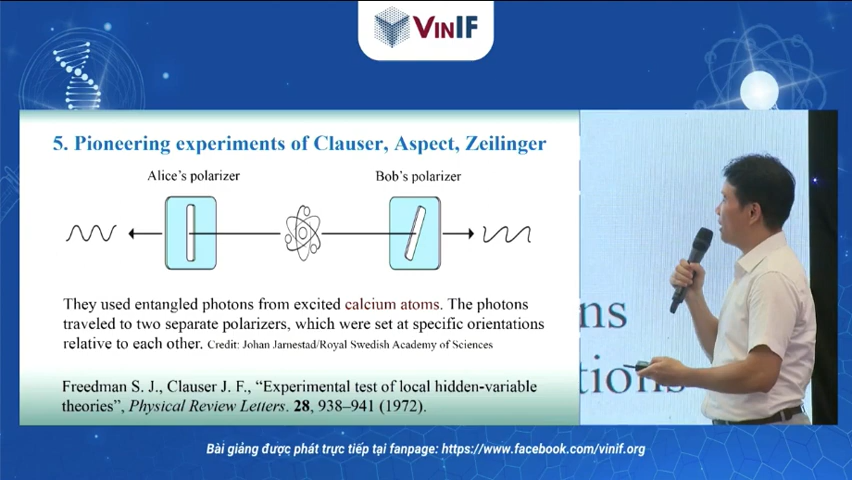 VINIF
5. Pioneering experiments of Clauser, Aspect, Zeilinger
Alice's polarizer
Bob's polarizer
They used entangled photons from excited calcium atoms. The photons
traveled to two separate polarizers, which were set at specific orientations
relative to each other. Credit: Johan Jarnestad/Royal Swedish Academy of Sciences
Freedman S. J., Clauser J. F., “Experimental test of local hidden-variable
theories”, Physical Review Letters. 28, 938–941 (1972).
ns
tions
Bài giảng được phát trực tiếp tại fanpage: https://www.facebook.com/vinif.org